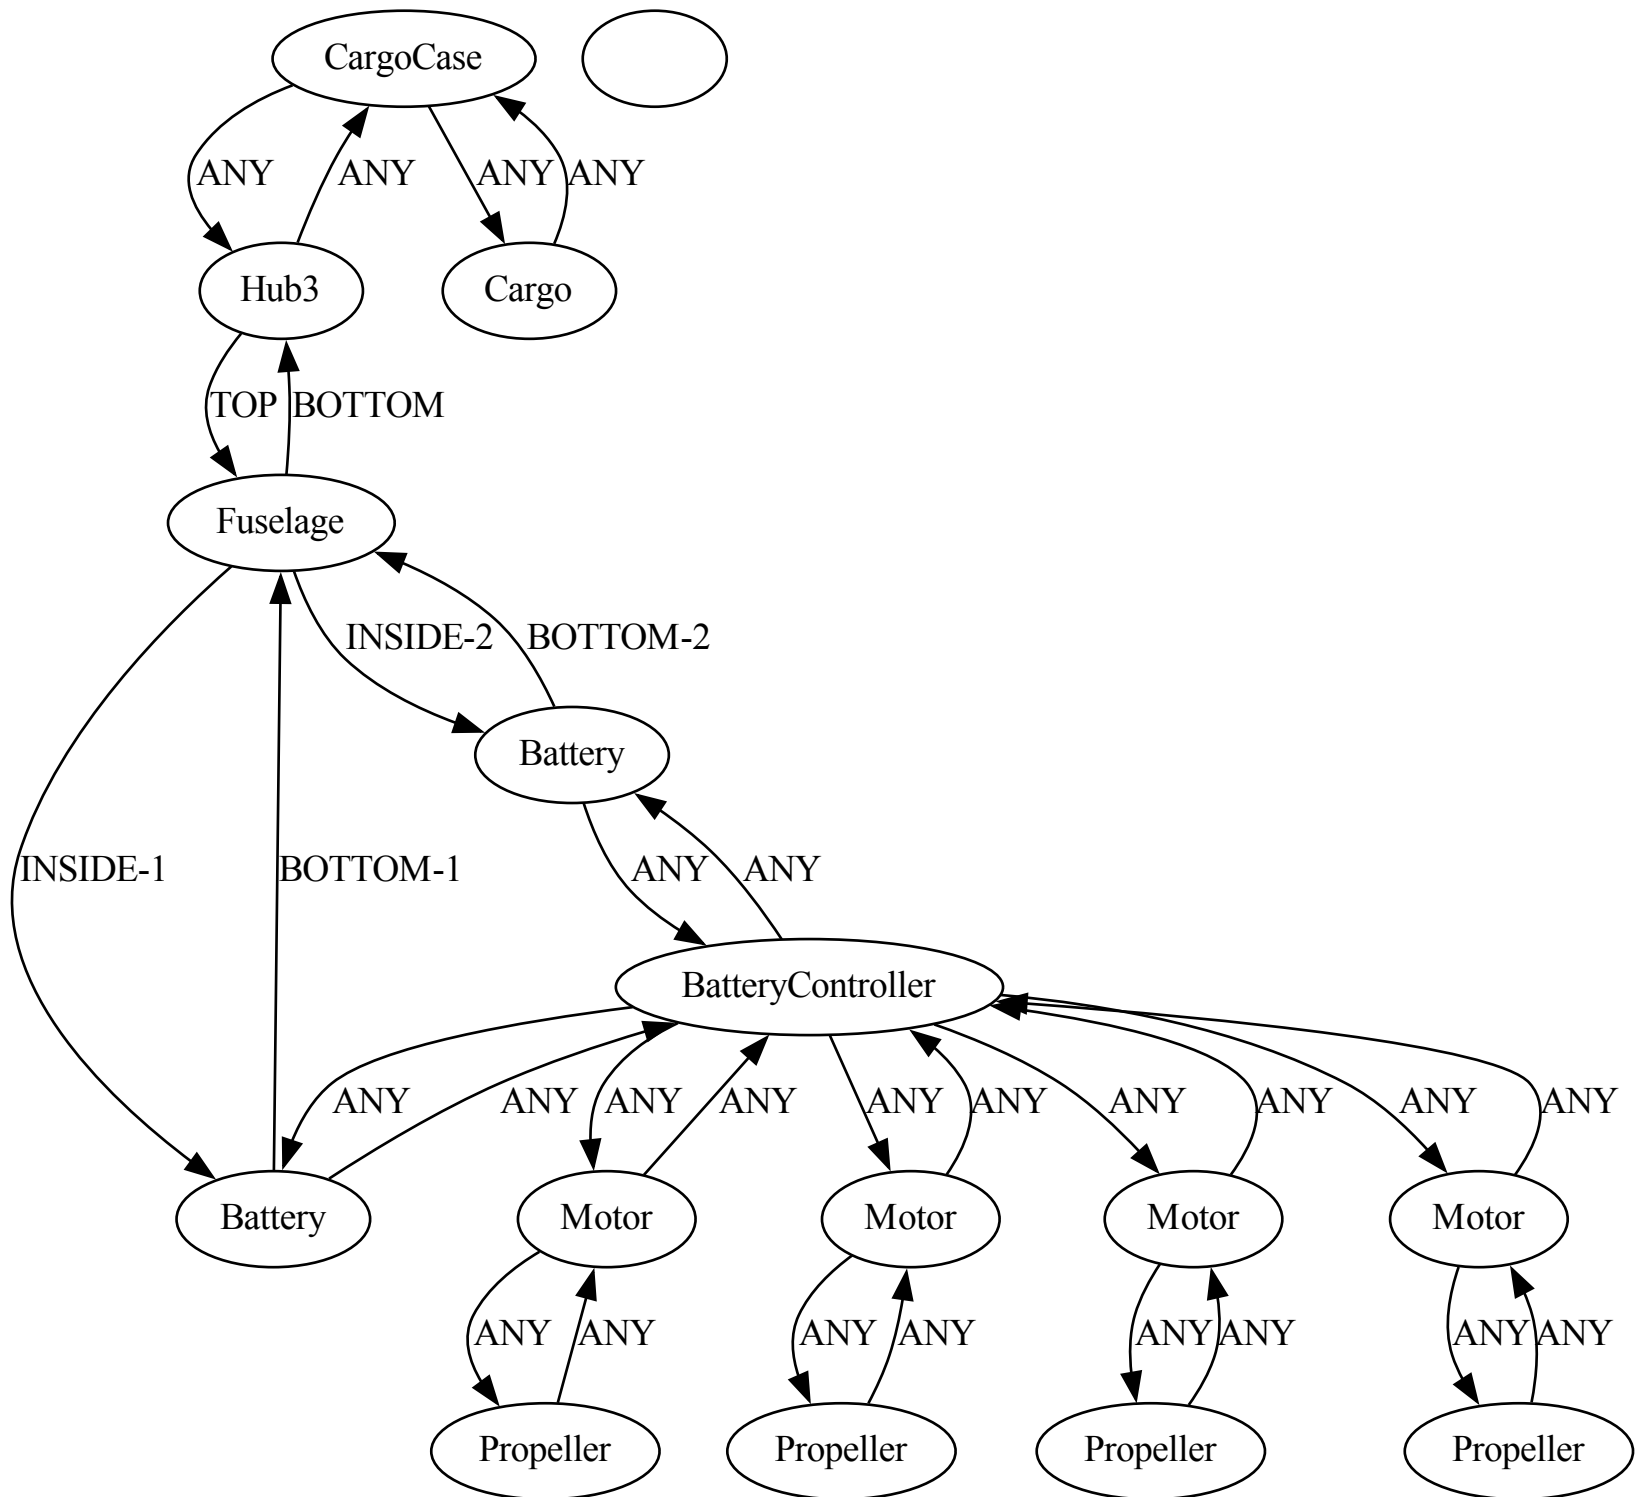 CargoCase
ANY
ANY
ANY
ANY
Hub3
Cargo
TOP
BOTTOM
Fuselage
INSIDE-2
BOTTOM-2
Battery
INSIDE-1
BOTTOM-1
ANY
ANY
BatteryController
ANY
ANY
ANY
ANY
ANY
ANY
ANY
ANY
ANY
ANY
Battery
Motor
Motor
Motor
Motor
ANY
ANY
ANY
ANY
ANY
ANY
ANY
ANY
Propeller
Propeller
Propeller
Propeller